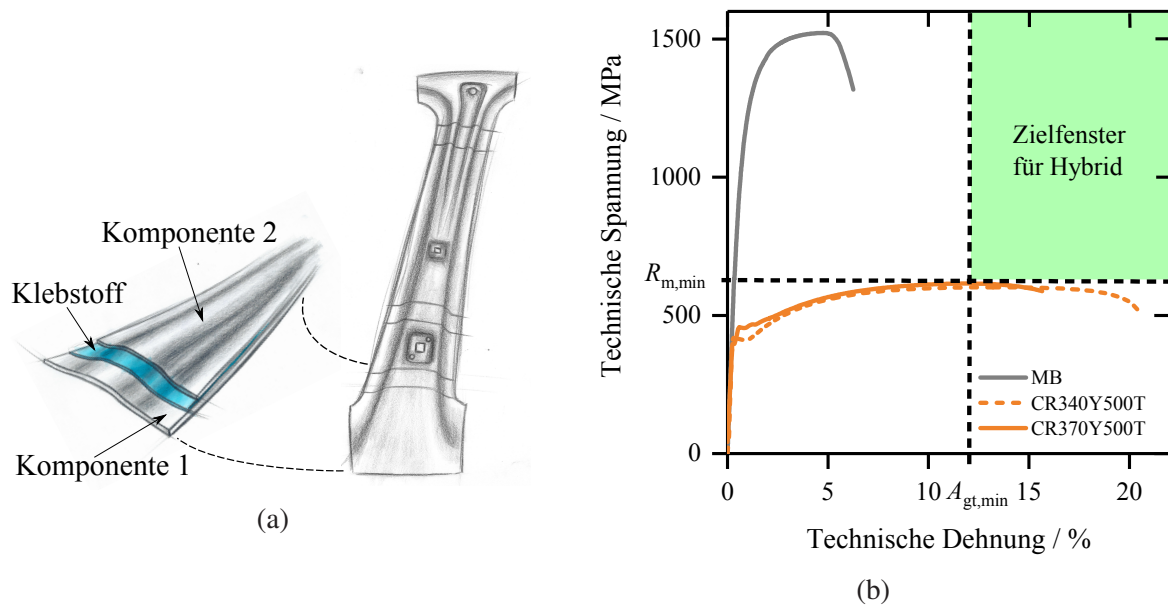 Komponente 2
Klebstoff
Komponente 1
(a)
Technische Spannung / MPa
1500
1000
R_m,min
500
0
Zielfenster
für Hybrid
MB
CR340Y500T
CR370Y500T
0 5 10 A_gt,min 15 20
Technische Dehnung / %
(b)